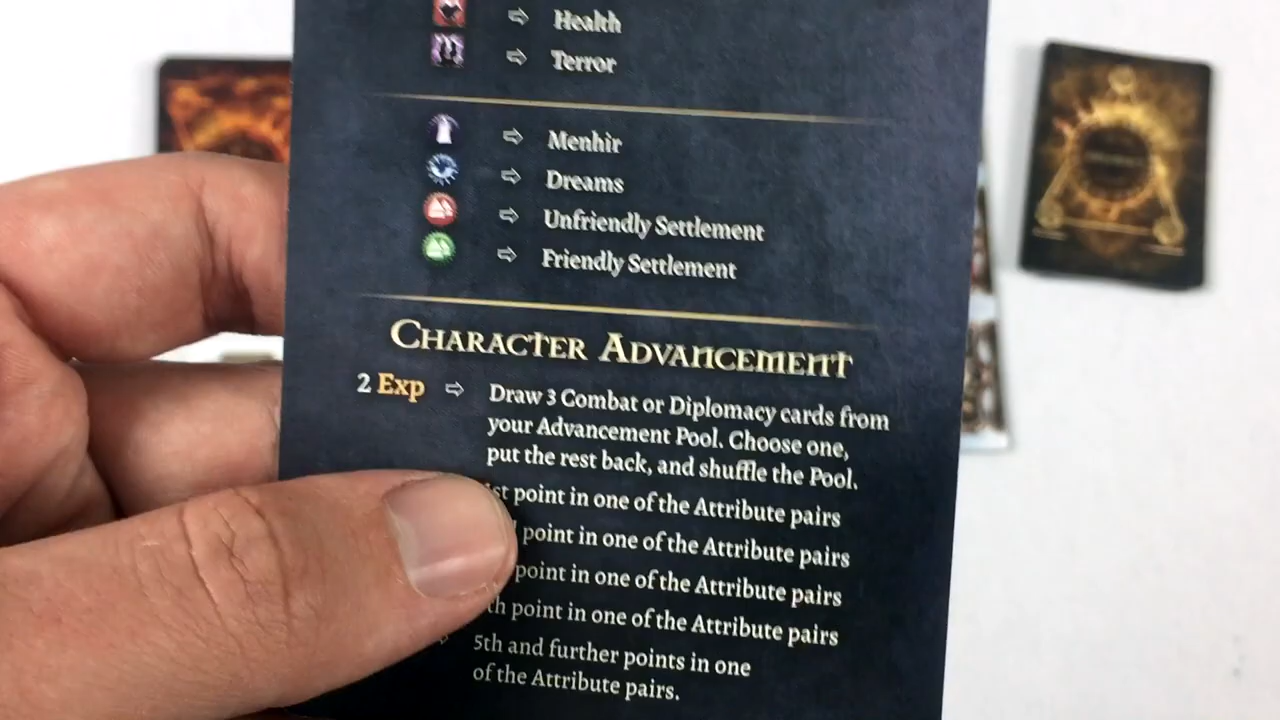 Health
Terror
Menhir
Dreams
Unfriendly Settlement
Friendly Settlement
CHARACTER ADVANCEMENT
2 Exp ⇨ Draw 3 Combat or Diplomacy cards from
your Advancement Pool. Choose one,
put the rest back, and shuffle the Pool.
1st point in one of the Attribute pairs
point in one of the Attribute pairs
point in one of the Attribute pairs
th point in one of the Attribute pairs
5th and further points in one
of the Attribute pairs.